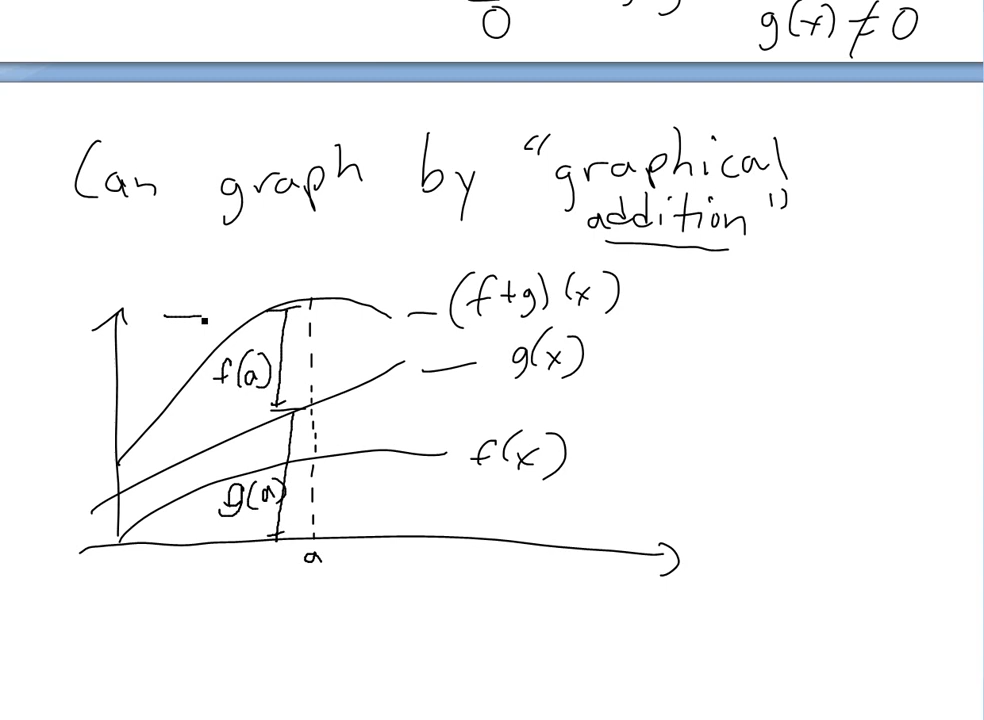 0
g(x) ≠ 0
Can graph by "graphical
addition"
(f+g)(x)
g(x)
f(a)
f(x)
g(a)
a